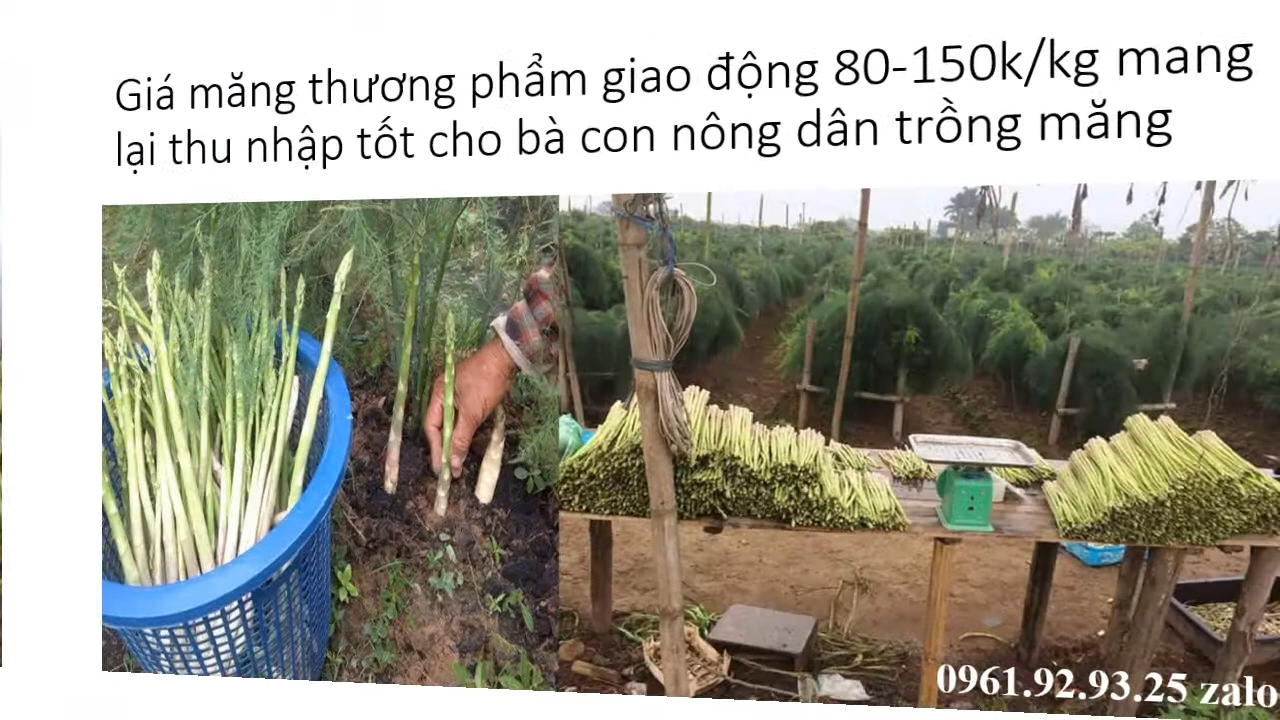 Giá măng thương phẩm giao động 80-150k/kg mang
lại thu nhập tốt cho bà con nông dân trồng măng
0961.92.93.25 zalo